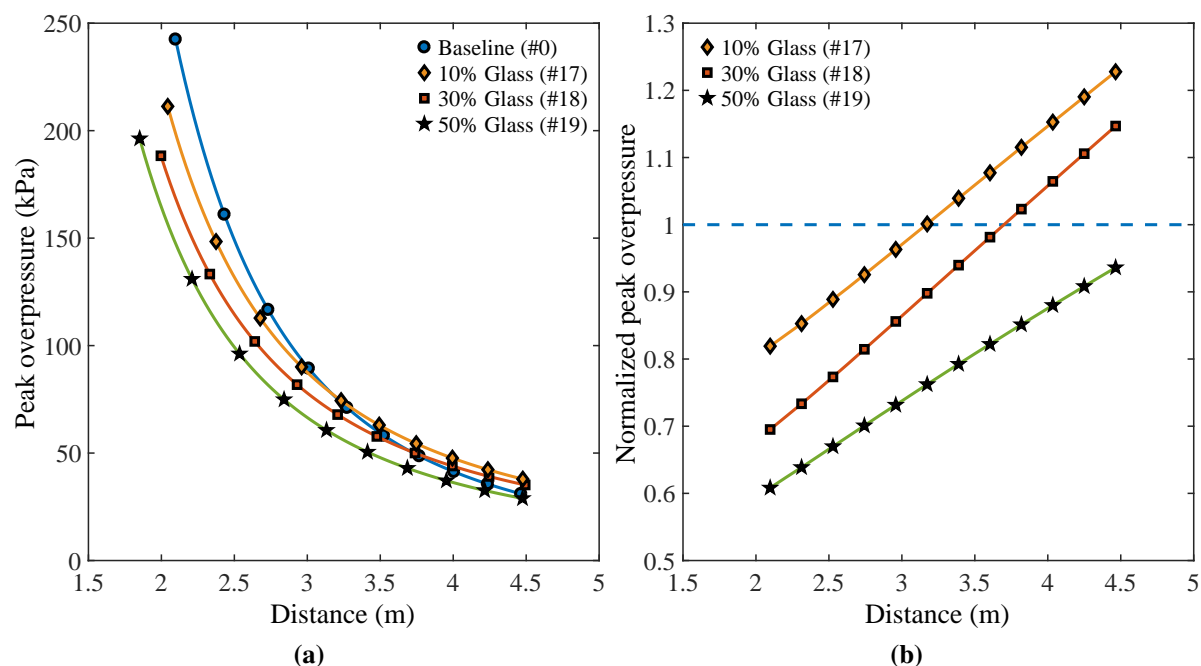 250
200
150
100
50
0
Peak overpressure (kPa)
Baseline (#0)
10% Glass (#17)
30% Glass (#18)
50% Glass (#19)
1.5 2 2.5 3 3.5 4 4.5 5
Distance (m)
(a)
1.3
1.2
1.1
1
0.9
0.8
0.7
0.6
0.5
Normalized peak overpressure
10% Glass (#17)
30% Glass (#18)
50% Glass (#19)
1.5 2 2.5 3 3.5 4 4.5 5
Distance (m)
(b)